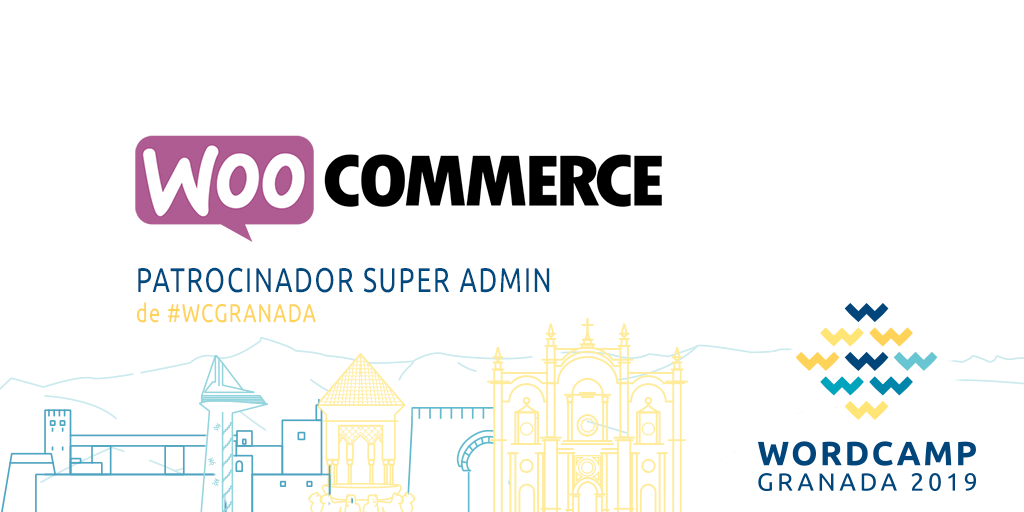 WOO COMMERCE
PATROCINADOR SUPER ADMIN
de #WCGRANADA
WORDCAMP
GRANADA 2019